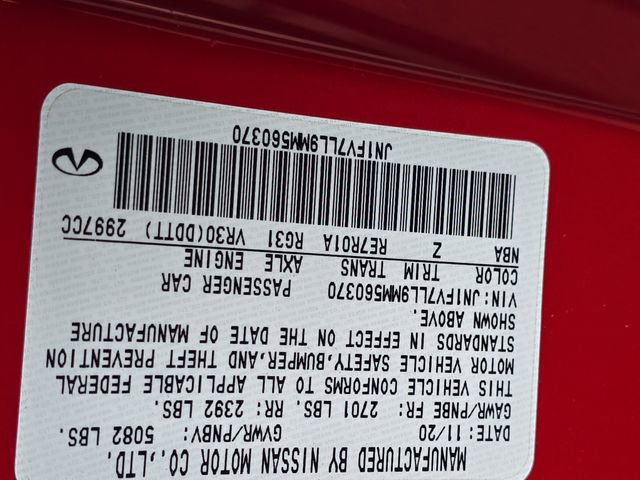 MANUFACTURED BY NISSAN MOTOR CO.,LTD.
DATE: 11/20 GVWR/PNBV: 5082 LBS.
GAWR/PNBE FR: 2701 LBS. RR: 2392 LBS.
THIS VEHICLE CONFORMS TO ALL APPLICABLE FEDERAL
MOTOR VEHICLE SAFETY,BUMPER,AND THEFT PREVENTION
STANDARDS IN EFFECT ON THE DATE OF MANUFACTURE
SHOWN ABOVE.
VIN:JN1FV7LL9MM560370 PASSENGER CAR
COLOR TRIM TRANS AXLE ENGINE
NBA Z RE7R01A RG31 VR30(DDTT) 2997CC
JN1FV7LL9MM560370